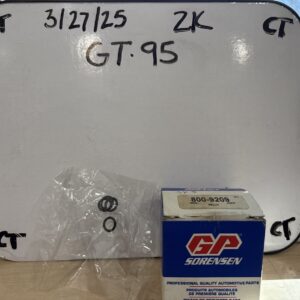 CT 3/27/25 ZK CT
GT.95
800-9209
GP
SORENSEN
PROFESSIONAL QUALITY AUTOMOTIVE PARTS
PRODUITS AUTOMOBILES
DE PREMIÈRE QUALITÉ
CT CT